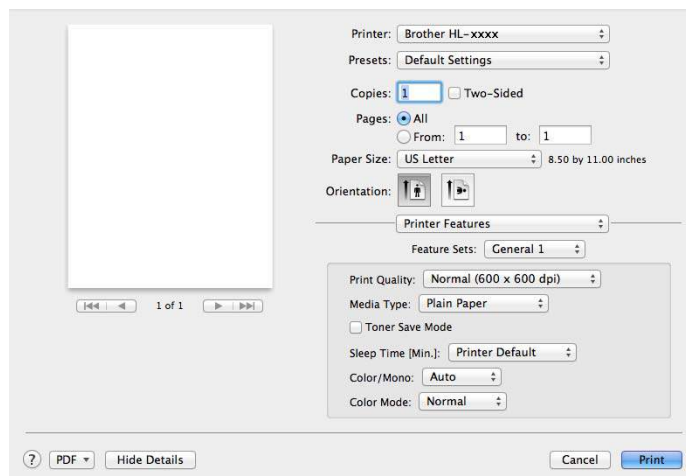 Printer: Brother HL-xxxx
Presets: Default Settings
Copies: 1 Two-Sided
Pages: All
From: 1 to: 1
Paper Size: US Letter 8.50 by 11.00 inches
Orientation:
Printer Features
Feature Sets: General 1
Print Quality: Normal (600 x 600 dpi)
Media Type: Plain Paper
Toner Save Mode
Sleep Time [Min.]: Printer Default
Color/Mono: Auto
Color Mode: Normal
1 of 1
? PDF Hide Details Cancel Print